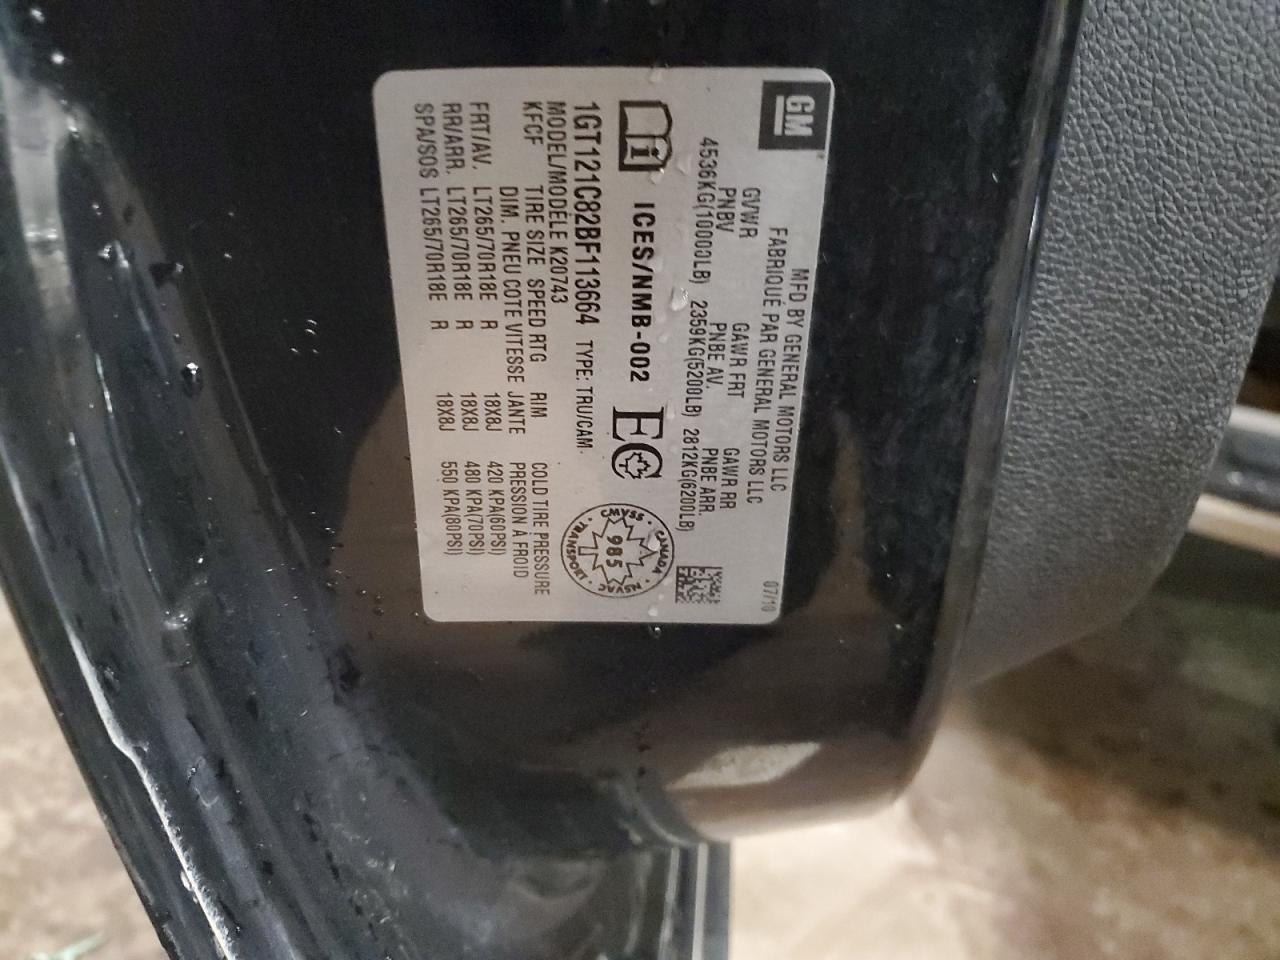 GM
MFD BY GENERAL MOTORS LLC
FABRIQUÉ PAR GENERAL MOTORS LLC
07/10
GVWR GAWR FRT GAWR RR
PNBV PNBE AV. PNBE ARR.
4536KG(10000LB) 2359KG(5200LB) 2812KG(6200LB)
i ICES/NMB-002 EC
CANADA · CMVSS · TRANSPORT · NSVAC
985
1GT121C82BF113664 TYPE: TRU/CAM
MODEL/MODÈLE K20743
KFCF TIRE SIZE SPEED RTG RIM COLD TIRE PRESSURE
DIM. PNEU COTE VITESSE JANTE PRESSION À FROID
FRT/AV. LT265/70R18E R 18X8J 420 KPA(60PSI)
RR/ARR. LT265/70R18E R 18X8J 480 KPA(70PSI)
SPA/SOS LT265/70R18E R 18X8J 550 KPA(80PSI)